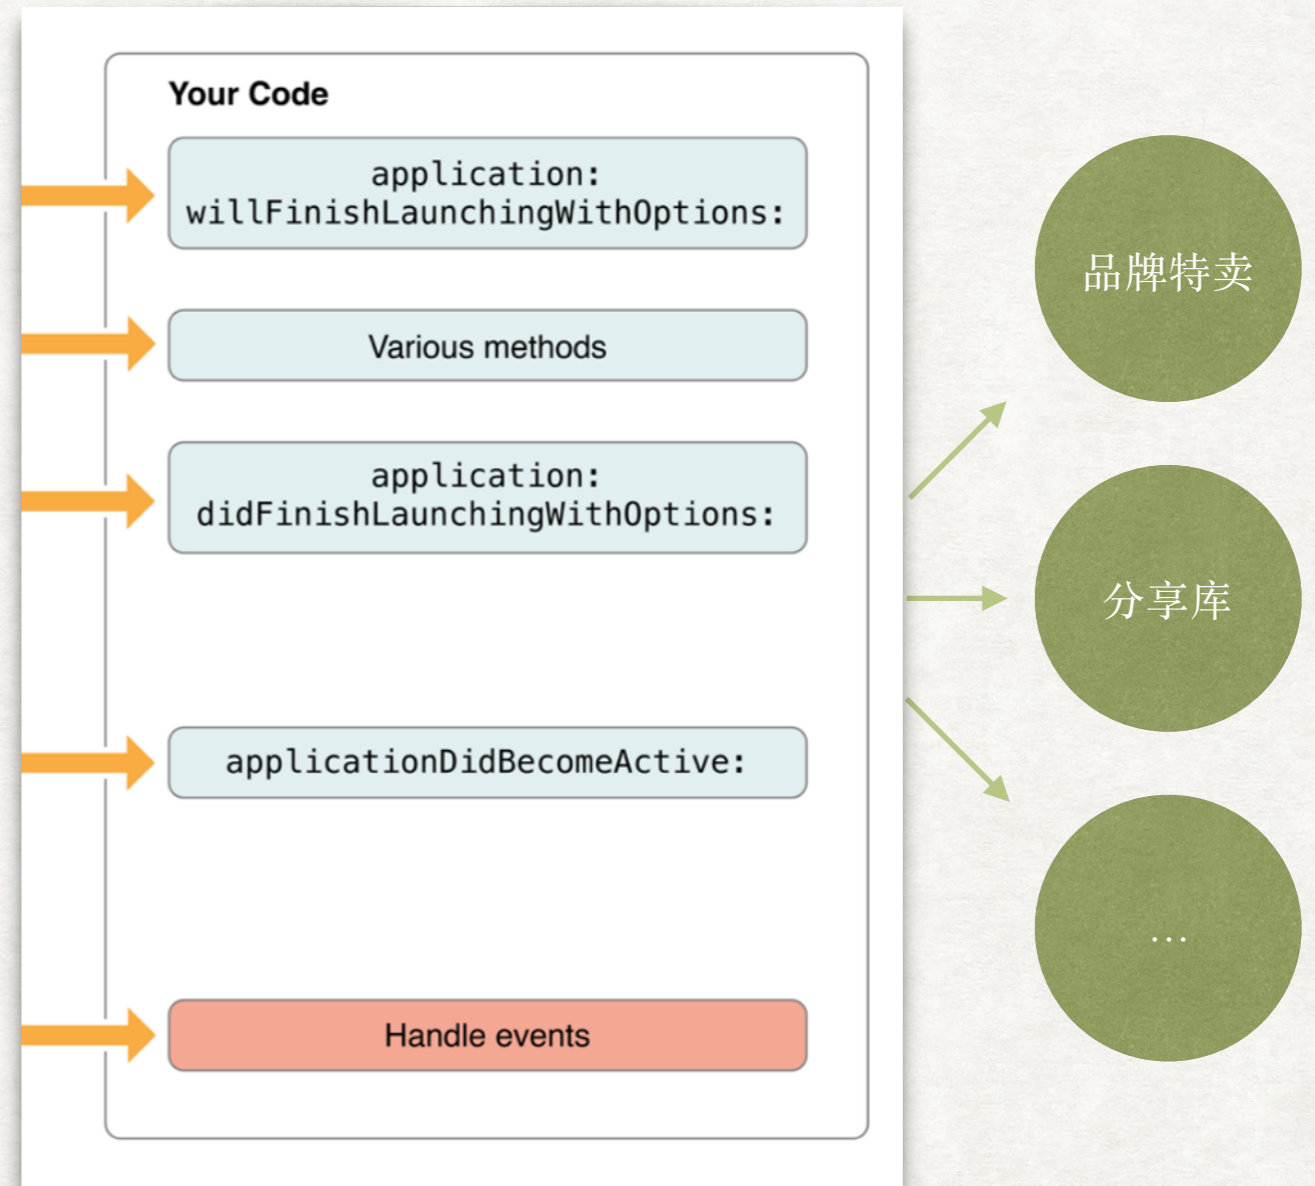 Your Code
application:
willFinishLaunchingWithOptions:
Various methods
application:
didFinishLaunchingWithOptions:
applicationDidBecomeActive:
Handle events
品牌特卖
分享库
...